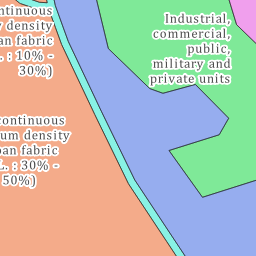 ntinuous
density
an fabric
. : 10% -
30%)
Industrial,
commercial,
public,
military and
private units
continuous
um density
ban fabric
L. : 30% -
50%)